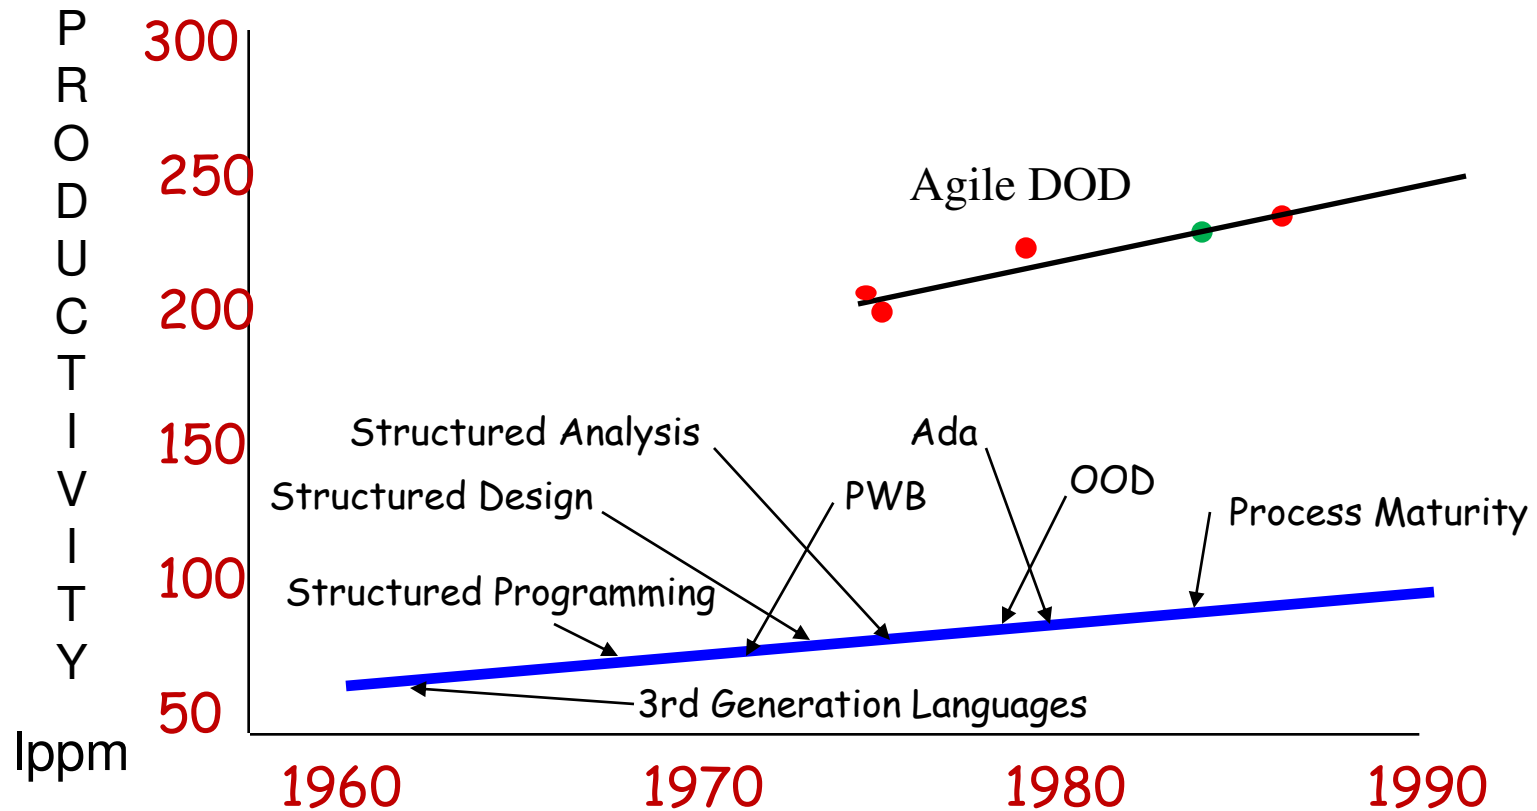 PRODUCTIVITY
lppm
300
250
200
150
100
50
Agile DOD
Structured Analysis
Ada
Structured Design
PWB
OOD
Process Maturity
Structured Programming
3rd Generation Languages
1960
1970
1980
1990